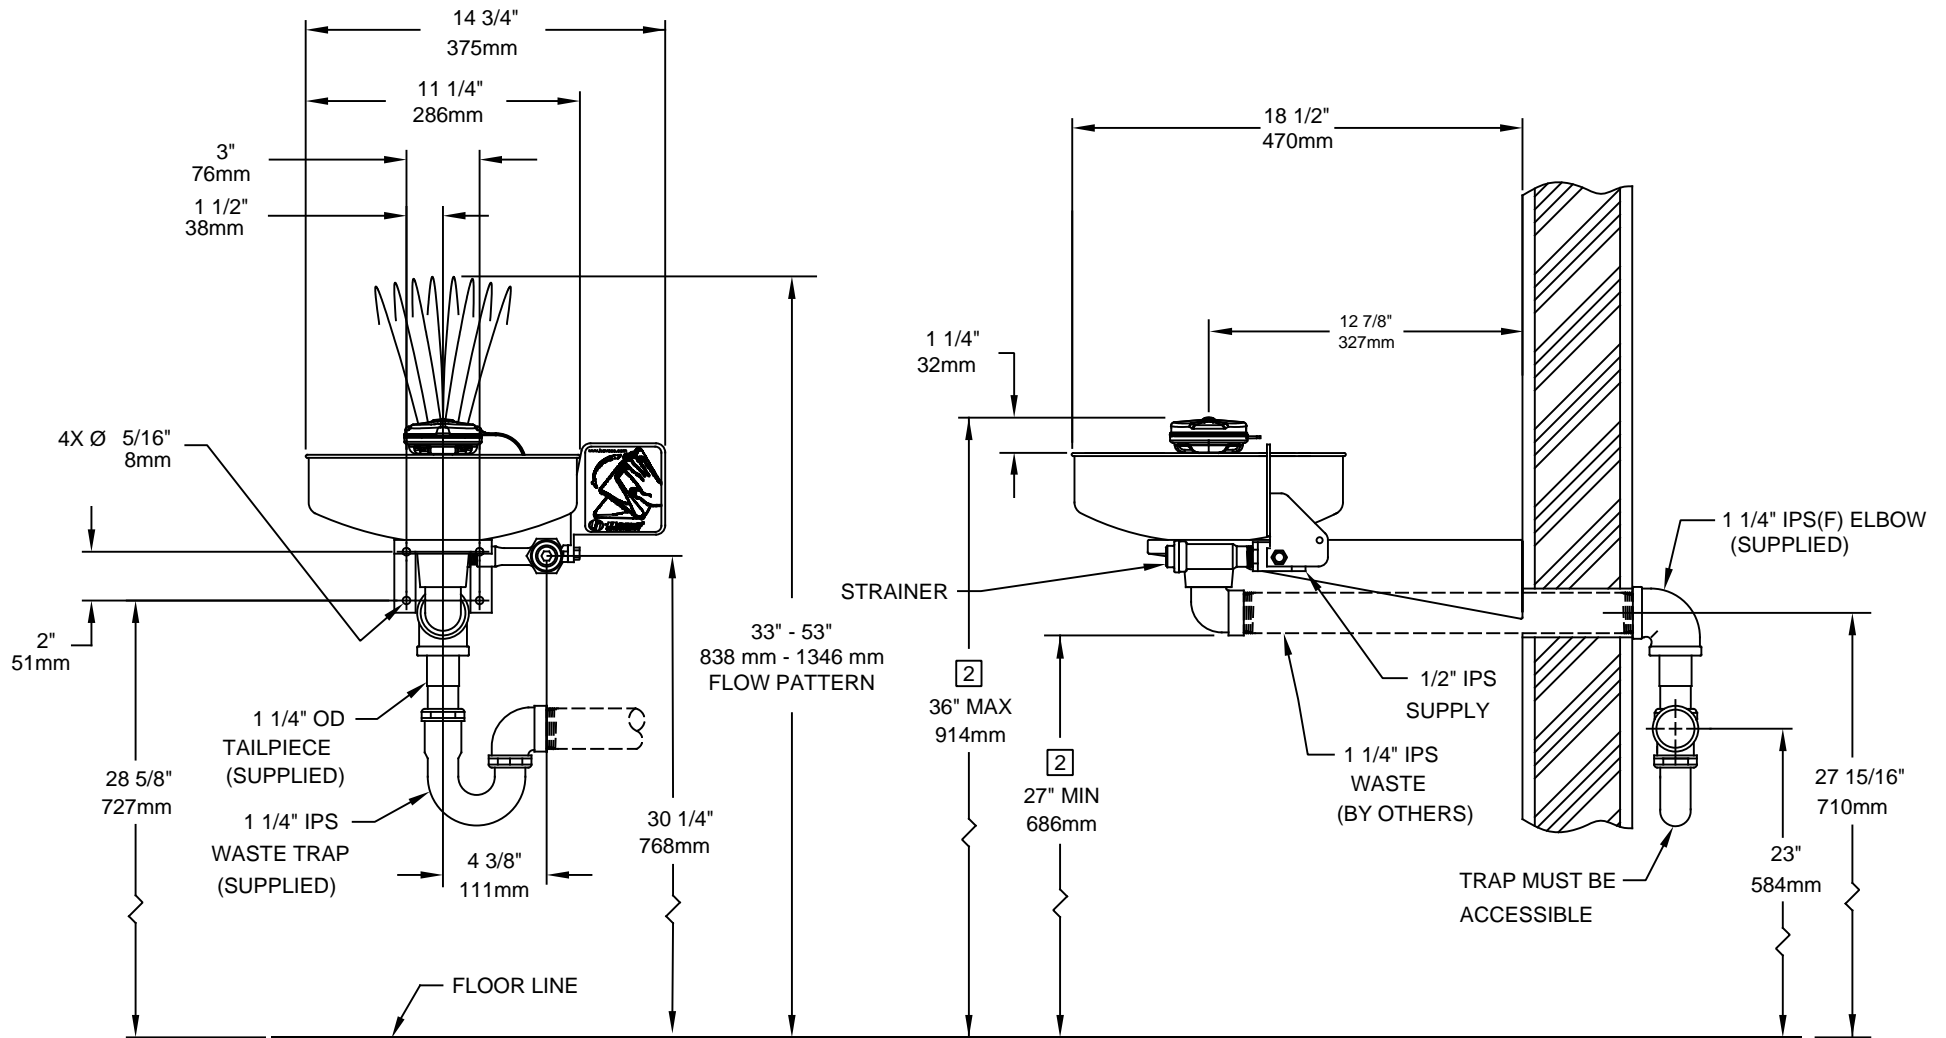 14 3/4"
375mm
11 1/4"
286mm
3"
76mm
1 1/2"
38mm
4X Ø 5/16"
8mm
2"
51mm
28 5/8"
727mm
1 1/4" OD
TAILPIECE
(SUPPLIED)
1 1/4" IPS
WASTE TRAP
(SUPPLIED)
4 3/8"
111mm
30 1/4"
768mm
33" - 53"
838 mm - 1346 mm
FLOW PATTERN
FLOOR LINE
18 1/2"
470mm
12 7/8"
327mm
1 1/4"
32mm
STRAINER
2
36" MAX
914mm
2
27" MIN
686mm
1/2" IPS
SUPPLY
1 1/4" IPS
WASTE
(BY OTHERS)
1 1/4" IPS(F) ELBOW
(SUPPLIED)
27 15/16"
710mm
23"
584mm
TRAP MUST BE
ACCESSIBLE